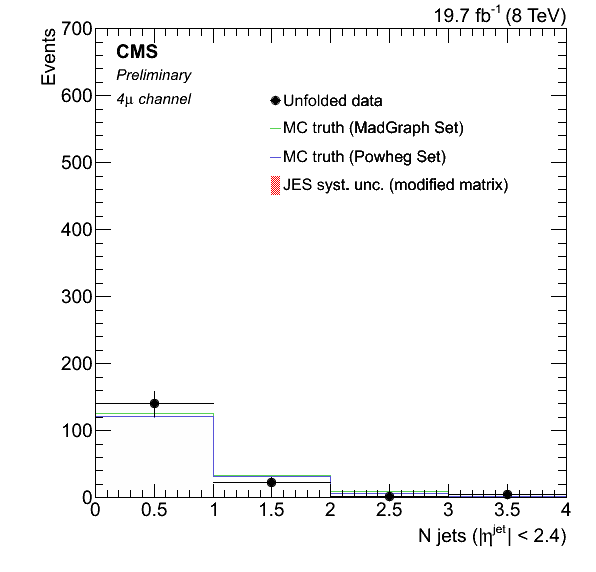 19.7 fb⁻¹ (8 TeV)
Events
700
600
500
400
300
200
100
0
CMS
Preliminary
4μ channel
Unfolded data
MC truth (MadGraph Set)
MC truth (Powheg Set)
JES syst. unc. (modified matrix)
0 0.5 1 1.5 2 2.5 3 3.5 4
N jets (|ηʲᵉᵗ| < 2.4)